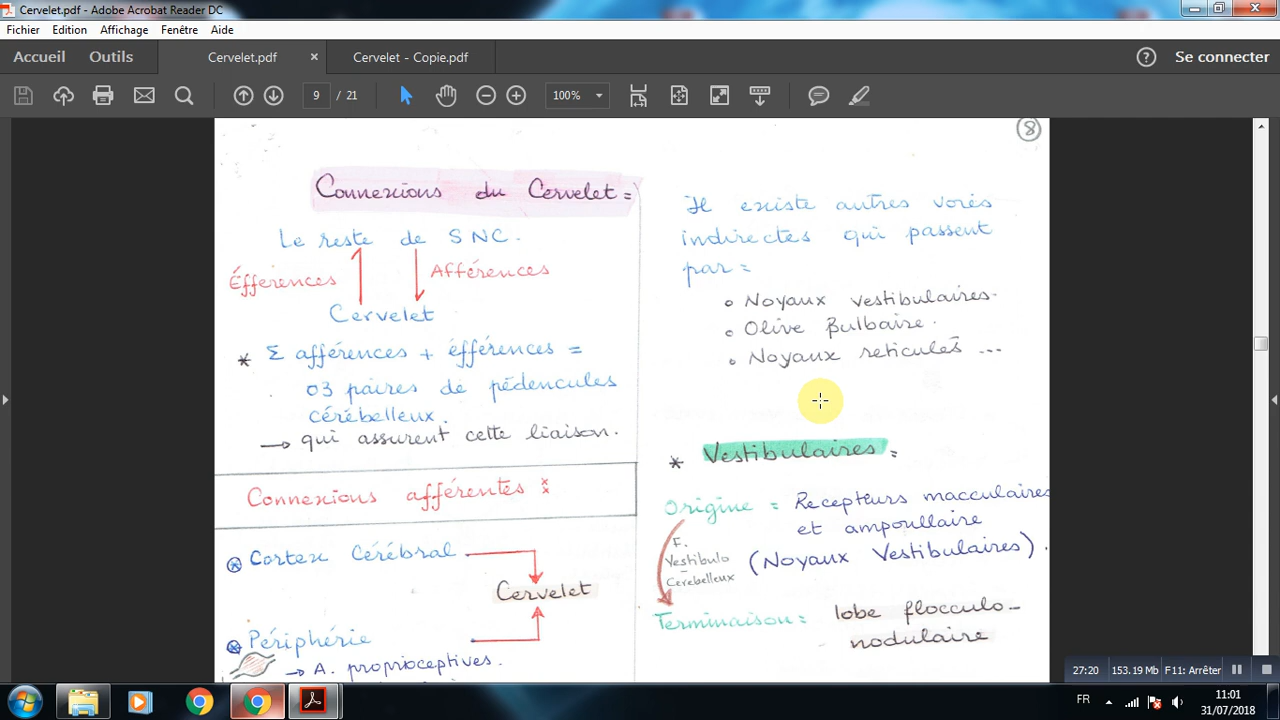 Cervelet.pdf - Adobe Acrobat Reader DC
Fichier Edition Affichage Fenêtre Aide
Accueil Outils Cervelet.pdf × Cervelet - Copie.pdf ? Se connecter
9 / 21 100%
8
Connexions du Cervelet =
Le reste de SNC.
Éfférences Afférences
Cervelet
* Σ afférences + éfférences =
03 paires de pédencules
cérébelleux.
→ qui assurent cette liaison.
Connexions afférentes
Cortex Cérébral
Cervelet
Périphérie
→ A. proprioceptives.
Il existe autres voies
indirectes qui passent
par =
Noyaux vestibulaires
Olive Bulbaire.
Noyaux reticulés ...
* Vestibulaires =
Origine = Recepteurs macculaires
et ampoullaire
(Noyaux Vestibulaires).
F.
Vestibulo
Cerebelleux
Terminaison = lobe flocculo-
nodulaire
27:20 153.19 Mb F11: Arrêter
FR 11:01
31/07/2018